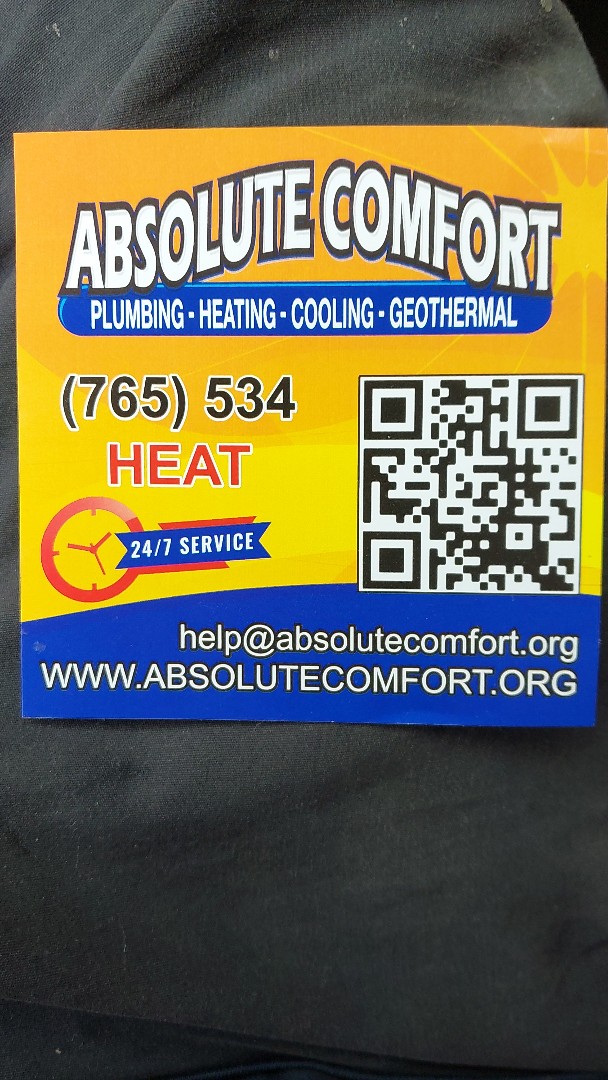 ABSOLUTE COMFORT
PLUMBING - HEATING - COOLING - GEOTHERMAL
(765) 534
HEAT
24/7 SERVICE
help@absolutecomfort.org
WWW.ABSOLUTECOMFORT.ORG